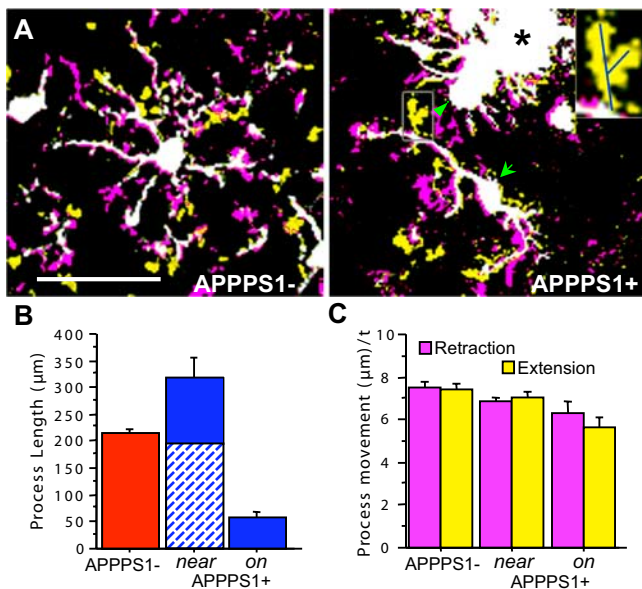 A
*
APPPS1-
APPPS1+
B
Process Length (µm)
400
350
300
250
200
150
100
50
0
APPPS1- near on
APPPS1+
C
Process movement (µm)/t
10
8
6
4
2
0
Retraction
Extension
APPPS1- near on
APPPS1+